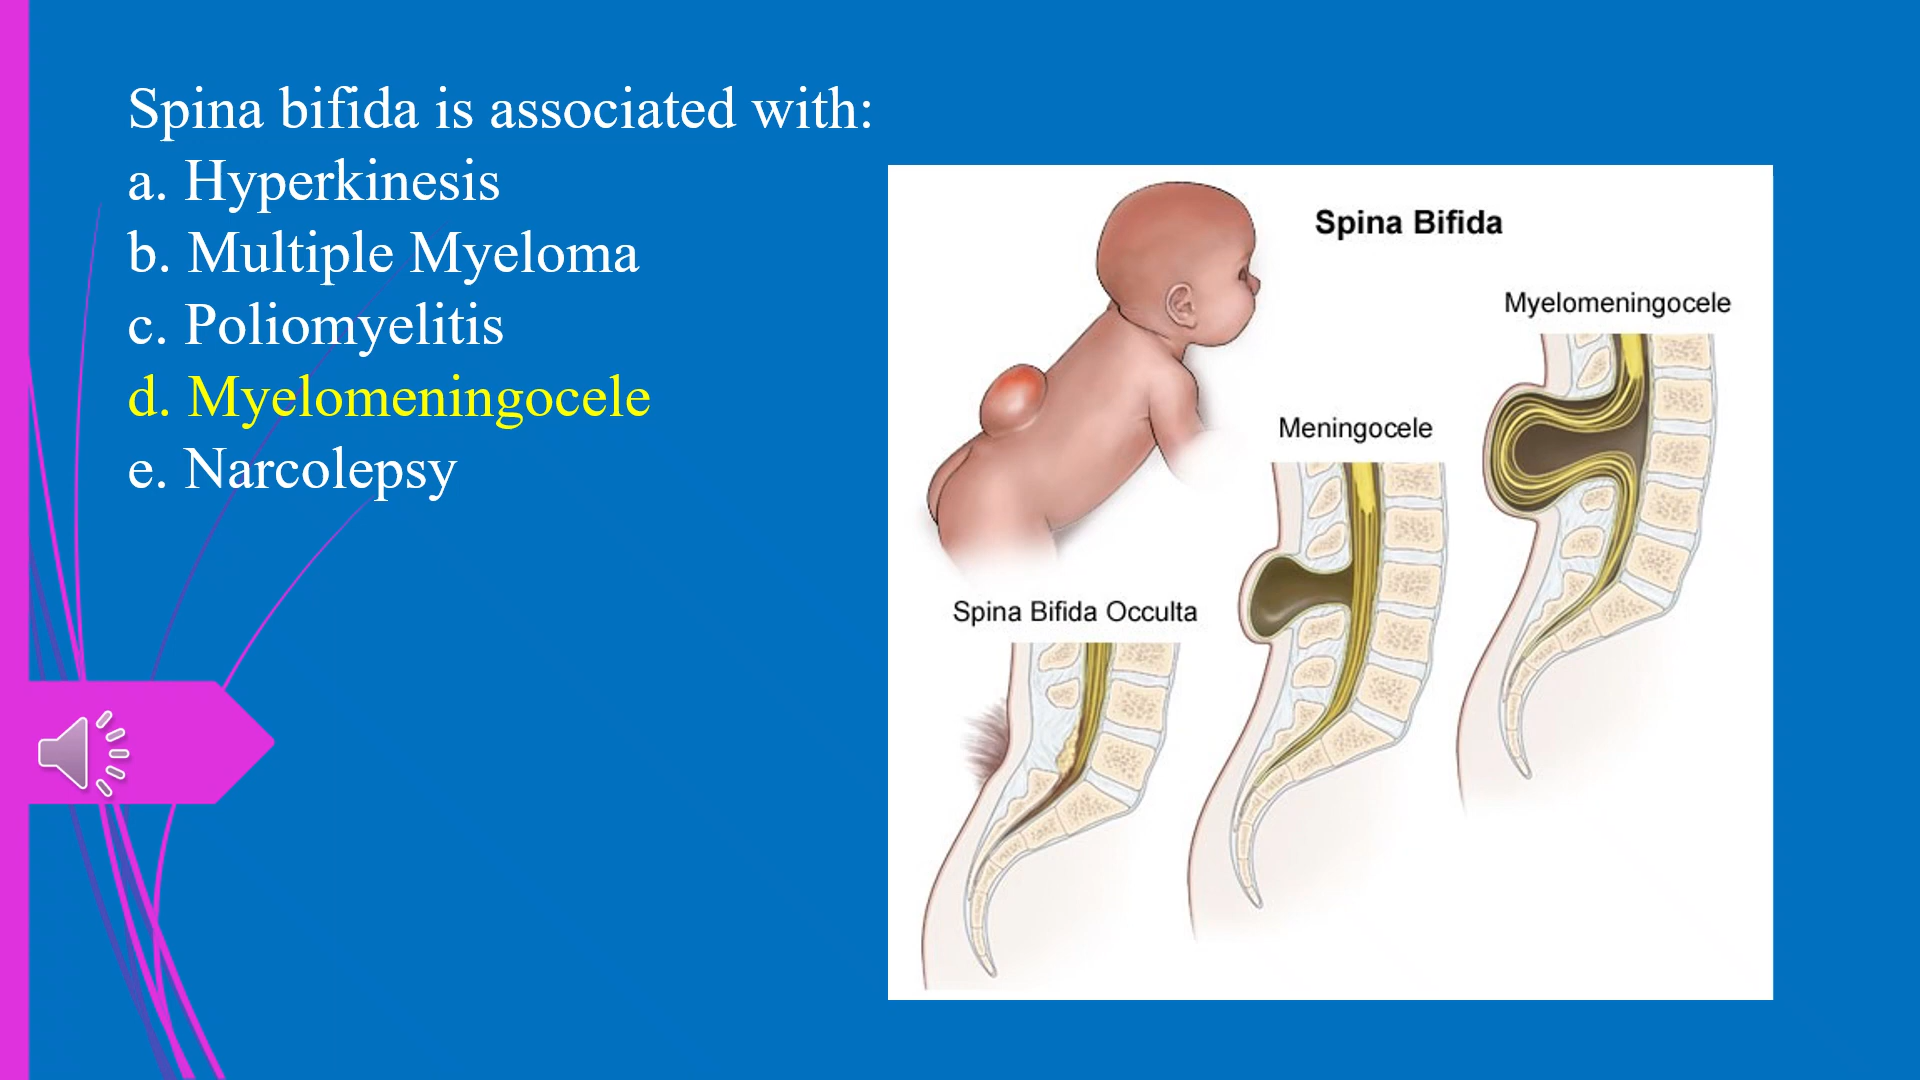 Spina bifida is associated with:
a. Hyperkinesis
b. Multiple Myeloma
c. Poliomyelitis
d. Myelomeningocele
e. Narcolepsy
Spina Bifida
Myelomeningocele
Meningocele
Spina Bifida Occulta